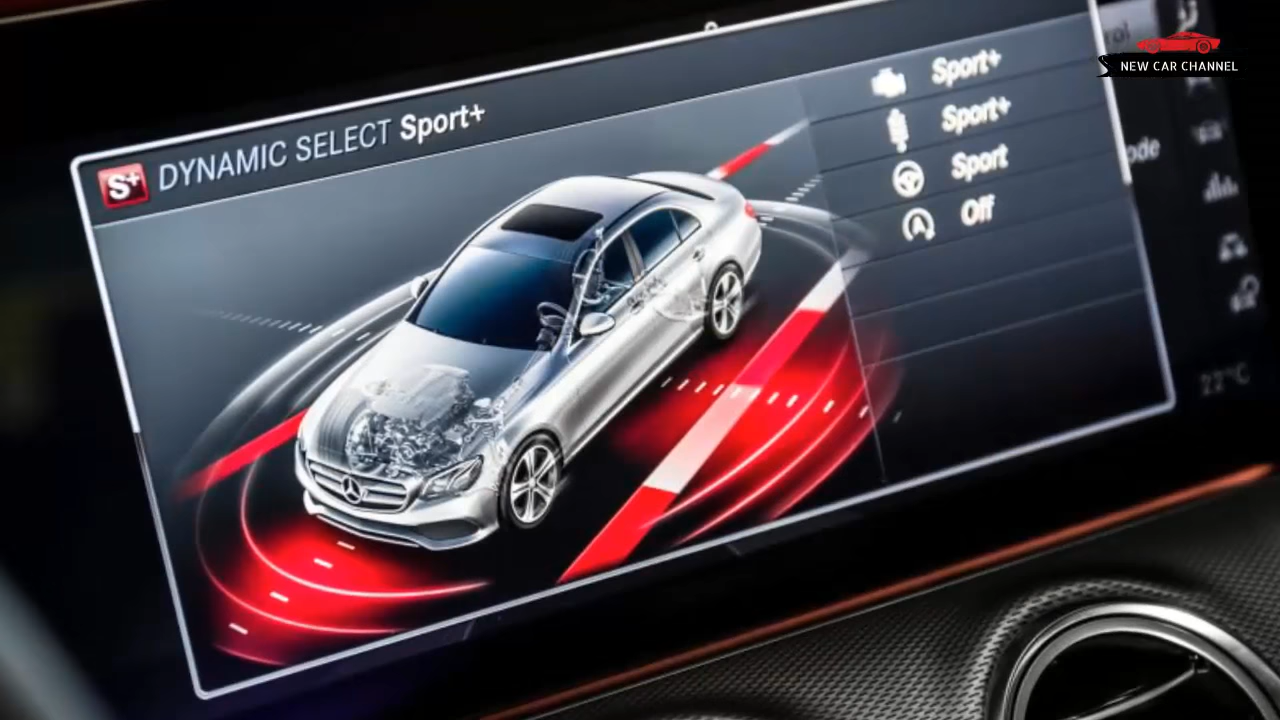 NEW CAR CHANNEL
S+ DYNAMIC SELECT Sport+
Sport+
Sport+
Sport
A Off
22°C